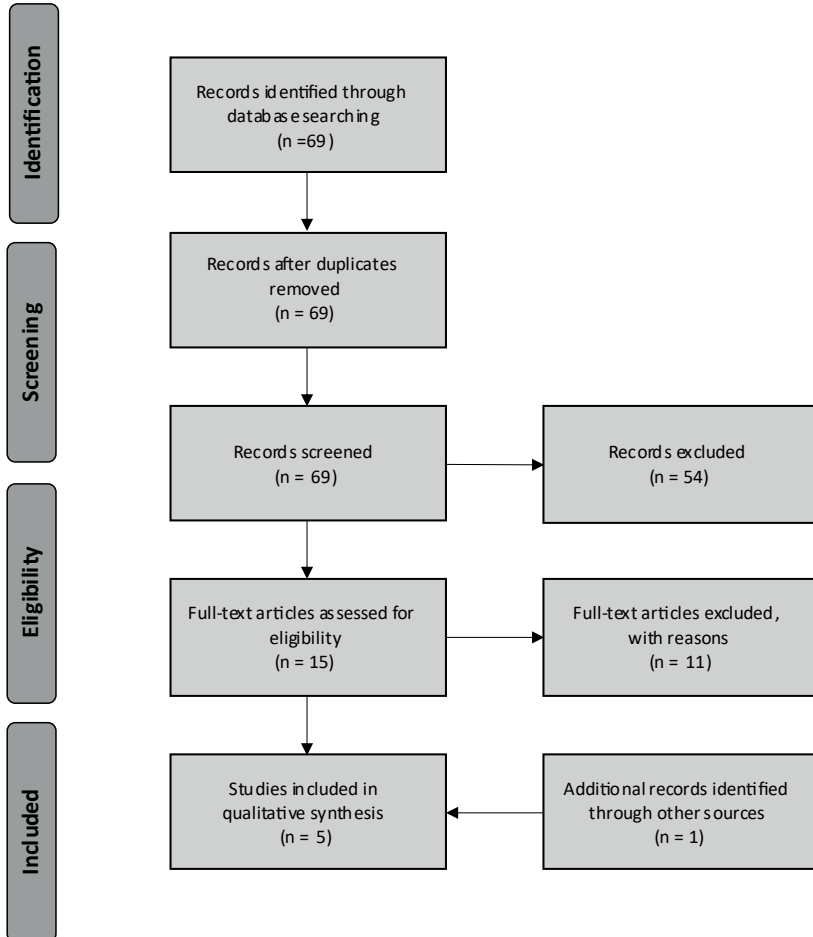 Identification
Records identified through
database searching
(n =69)
Screening
Records after duplicates
removed
(n = 69)
Records screened
(n = 69)
Records excluded
(n = 54)
Eligibility
Full-text articles assessed for
eligibility
(n = 15)
Full-text articles excluded,
with reasons
(n = 11)
Included
Studies included in
qualitative synthesis
(n = 5)
Additional records identified
through other sources
(n = 1)